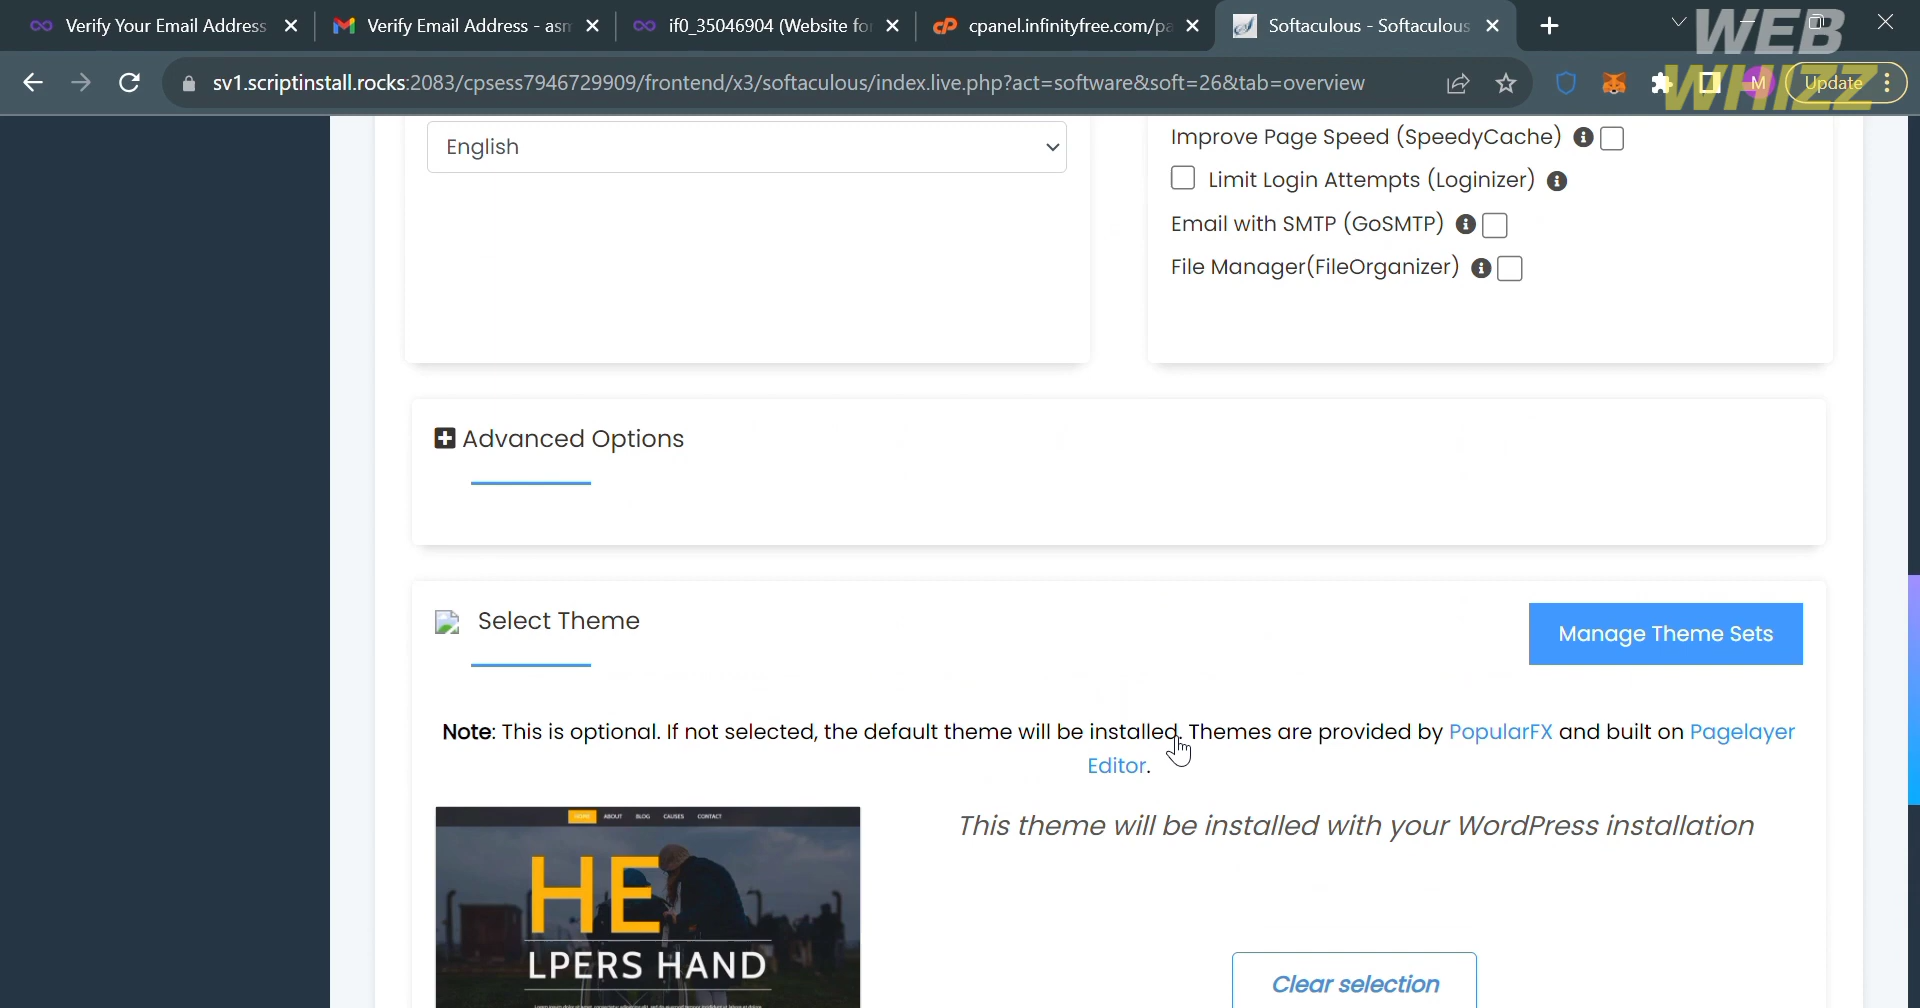 Verify Your Email Address
Verify Email Address - asm
if0_35046904 (Website for
cpanel.infinityfree.com/pa
Softaculous - Softaculous
WEB
WHIZZ
sv1.scriptinstall.rocks:2083/cpsess7946729909/frontend/x3/softaculous/index.live.php?act=software&soft=26&tab=overview
M
Update
English
Improve Page Speed (SpeedyCache)
Limit Login Attempts (Loginizer)
Email with SMTP (GoSMTP)
File Manager(FileOrganizer)
Advanced Options
Select Theme
Manage Theme Sets
Note: This is optional. If not selected, the default theme will be installed. Themes are provided by PopularFX and built on Pagelayer
Editor.
This theme will be installed with your WordPress installation
HOME ABOUT BLOG CAUSES CONTACT
HE
LPERS HAND
Clear selection